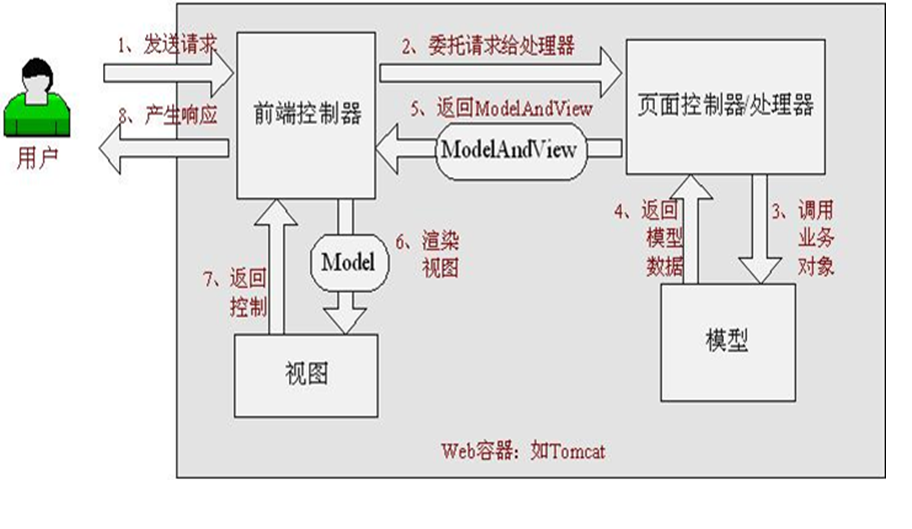 1、发送请求
2、委托请求给处理器
8、产生响应
用户
前端控制器
5、返回ModelAndView
ModelAndView
页面控制器/处理器
4、返回
模型
数据
3、调用
业务
对象
7、返回
控制
Model
6、渲染
视图
视图
模型
Web容器：如Tomcat